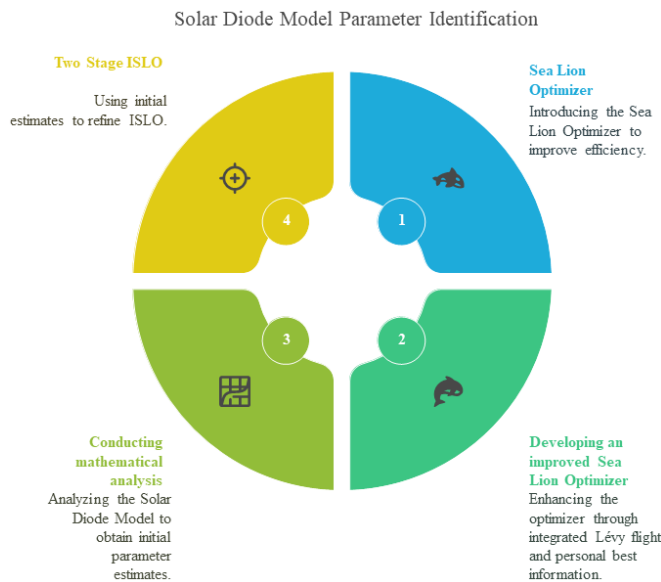 Solar Diode Model Parameter Identification
Sea Lion
Optimizer
Introducing the Sea
Lion Optimizer to
improve efficiency.
1
2
Developing an
improved Sea
Lion Optimizer
Enhancing the
optimizer through
integrated Lévy flight
and personal best
information.
3
Conducting
mathematical
analysis
Analyzing the Solar
Diode Model to
obtain initial
parameter
estimates.
4
Two Stage ISLO
Using initial
estimates to refine ISLO.